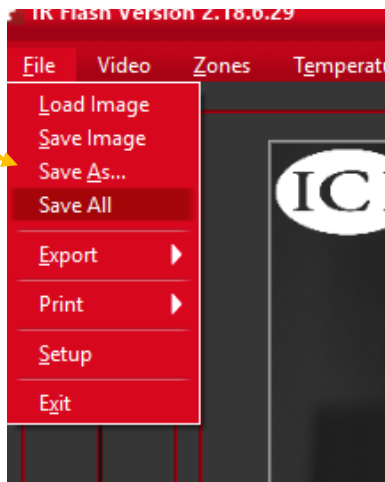 IR Flash Version 2.18.6.29
File Video Zones Temperatu
Load Image
Save Image
Save As...
Save All
Export
Print
Setup
Exit
IC